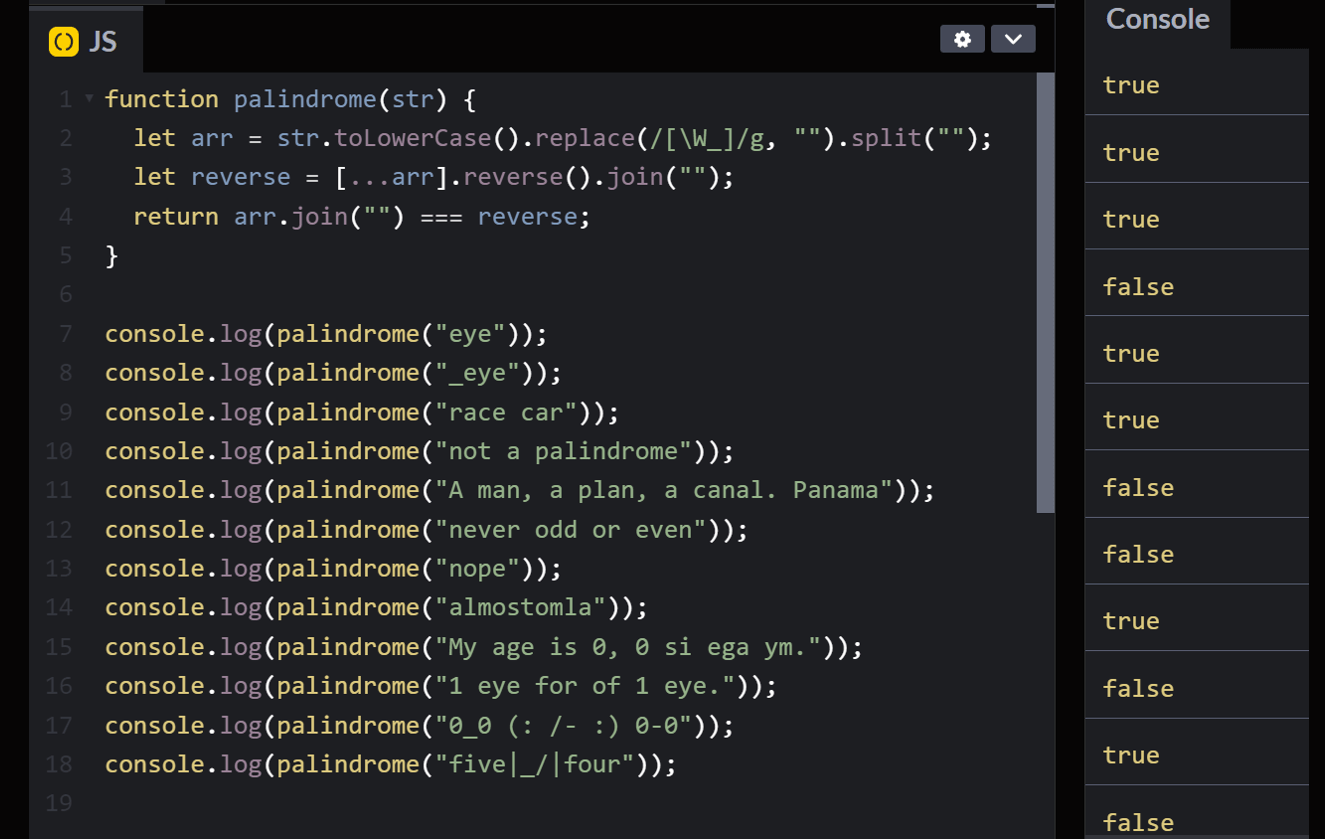 JS
Console
1 function palindrome(str) {
2 let arr = str.toLowerCase().replace(/[\W_]/g, "").split("");
3 let reverse = [...arr].reverse().join("");
4 return arr.join("") === reverse;
5 }
6
7 console.log(palindrome("eye"));
8 console.log(palindrome("_eye"));
9 console.log(palindrome("race car"));
10 console.log(palindrome("not a palindrome"));
11 console.log(palindrome("A man, a plan, a canal. Panama"));
12 console.log(palindrome("never odd or even"));
13 console.log(palindrome("nope"));
14 console.log(palindrome("almostomla"));
15 console.log(palindrome("My age is 0, 0 si ega ym."));
16 console.log(palindrome("1 eye for of 1 eye."));
17 console.log(palindrome("0_0 (: /- :) 0-0"));
18 console.log(palindrome("five|_/|four"));
19
true
true
true
false
true
true
false
false
true
false
true
false